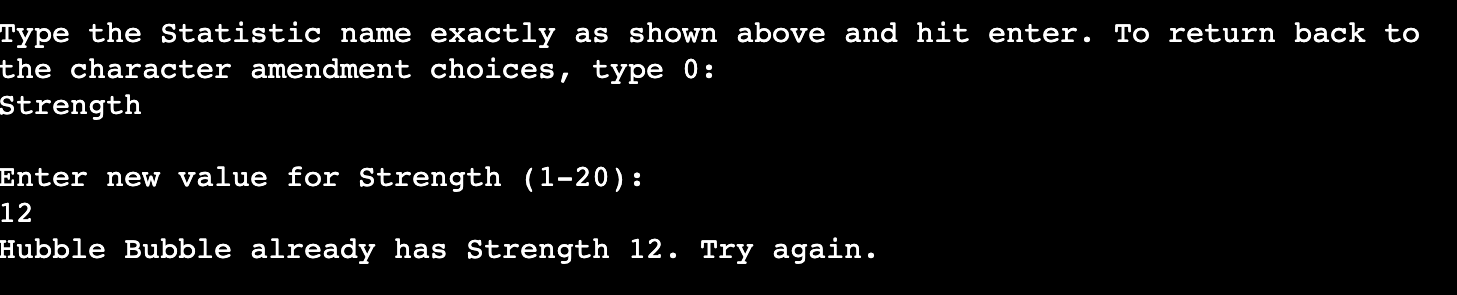 Type the Statistic name exactly as shown above and hit enter. To return back to
the character amendment choices, type 0:
Strength
Enter new value for Strength (1-20):
12
Hubble Bubble already has Strength 12. Try again.